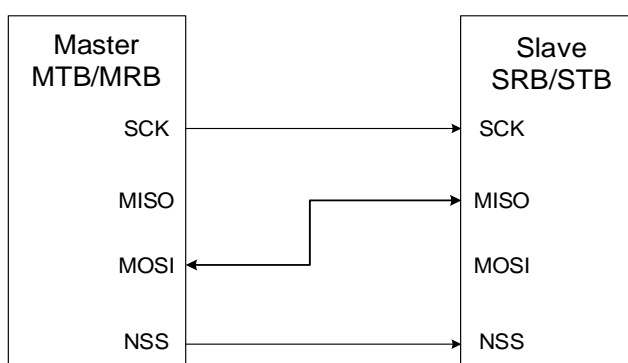 Master
MTB/MRB
SCK
MISO
MOSI
NSS
Slave
SRB/STB
SCK
MISO
MOSI
NSS